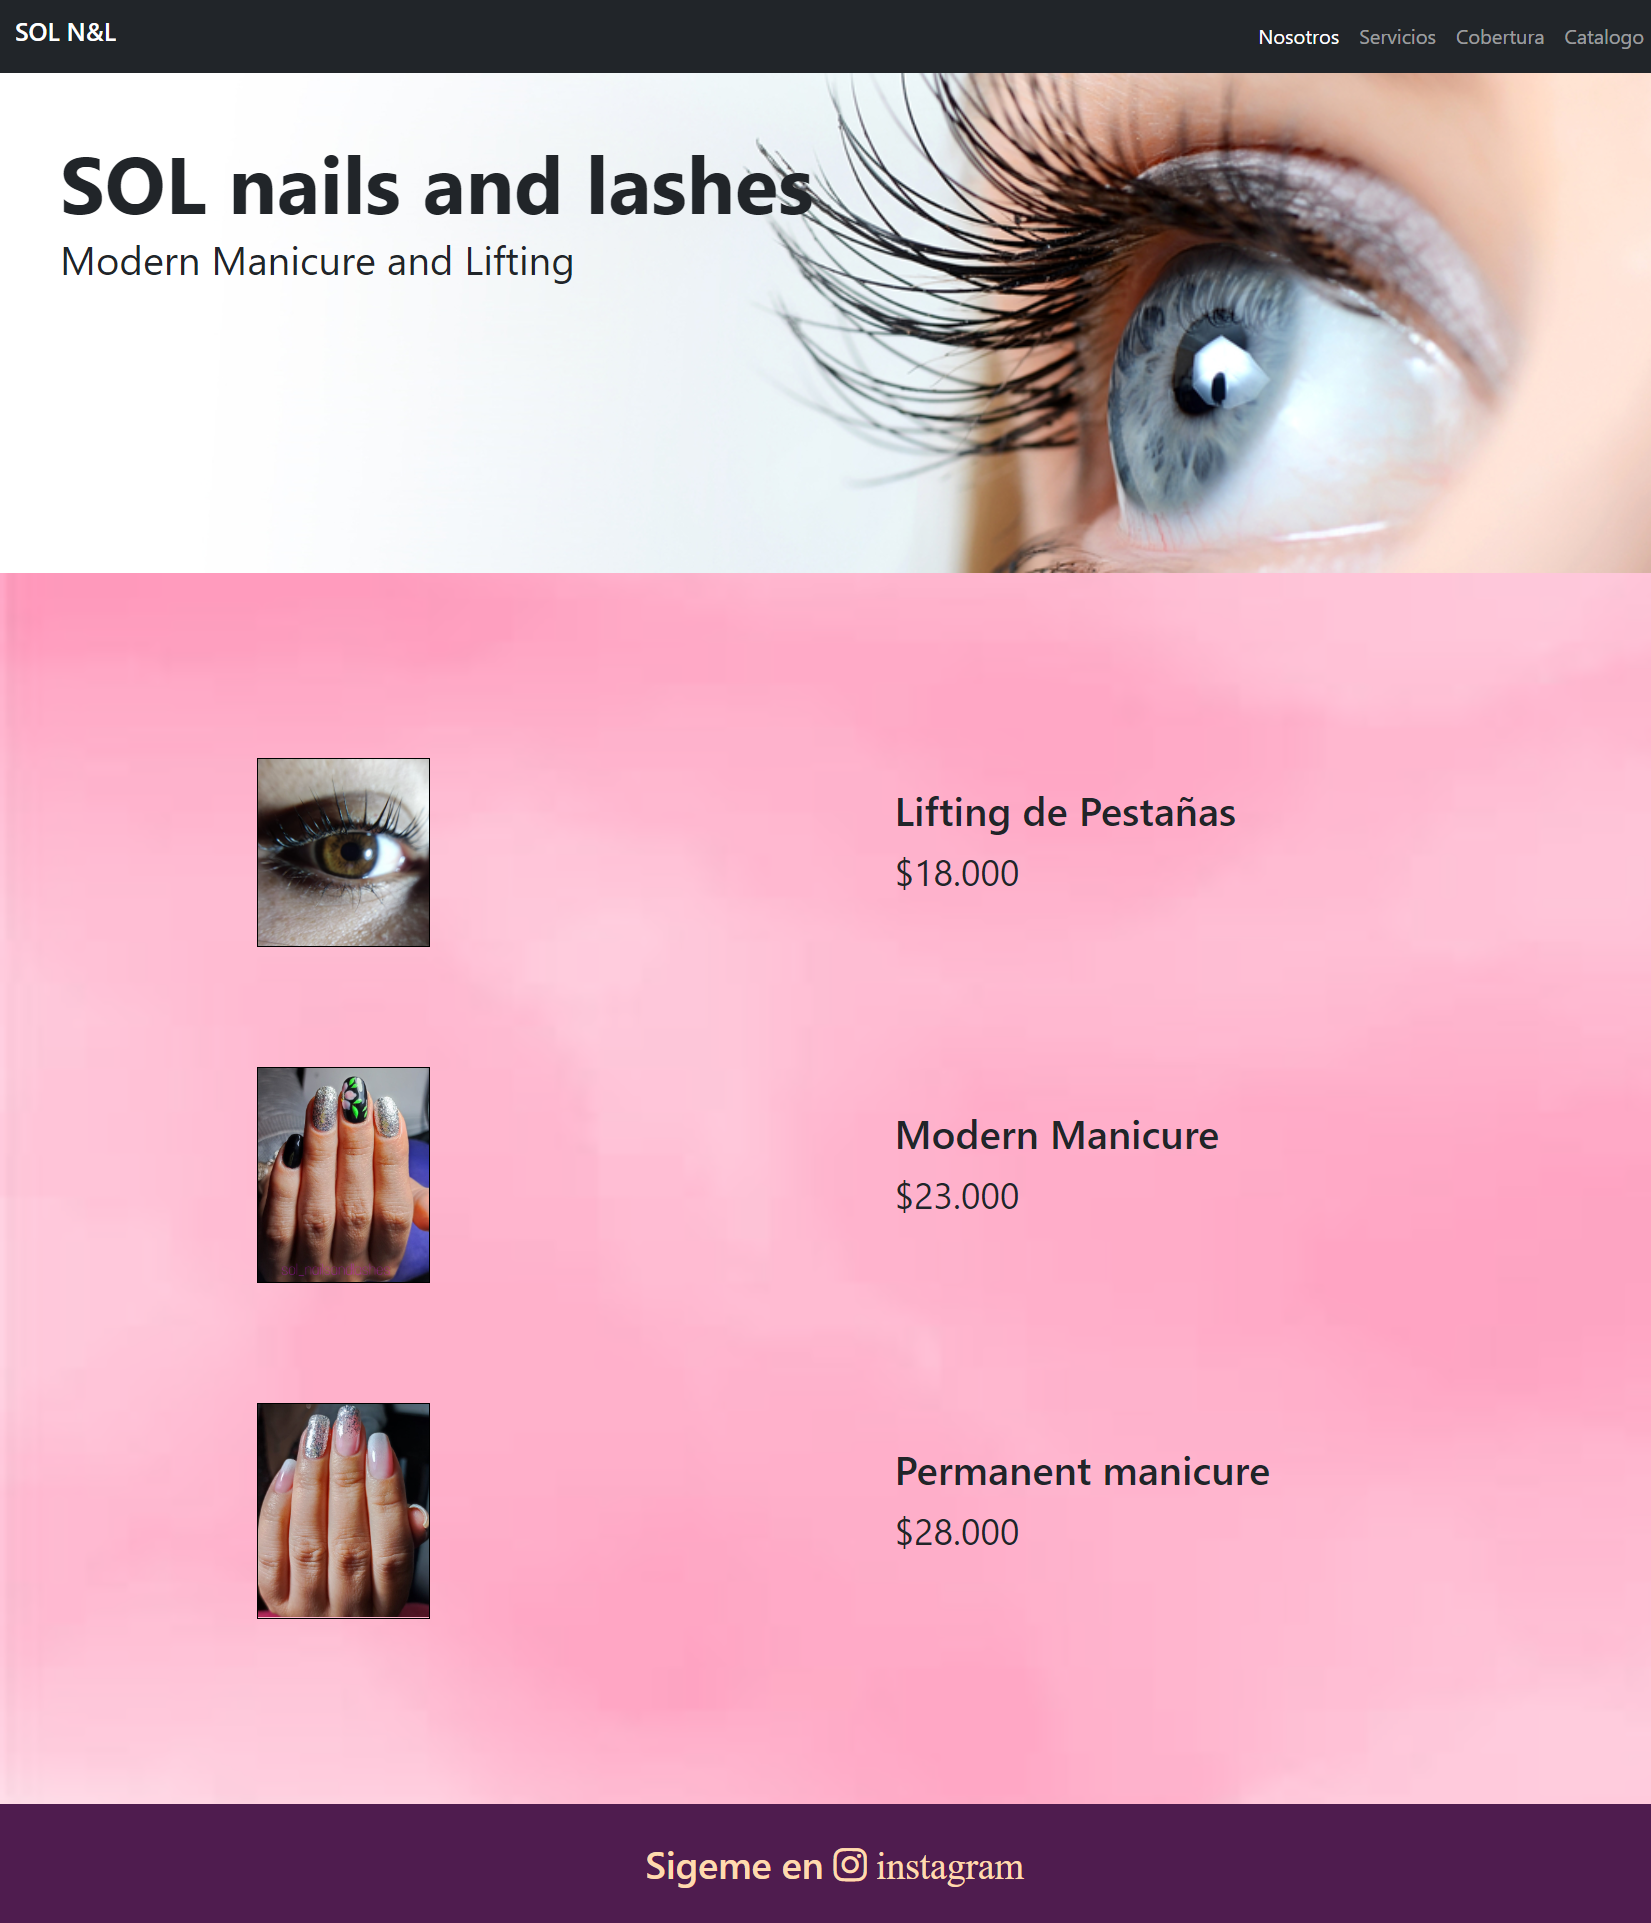 SOL N&L
Nosotros Servicios Cobertura Catalogo
SOL nails and lashes
Modern Manicure and Lifting
Lifting de Pestañas
$18.000
Modern Manicure
$23.000
Permanent manicure
$28.000
Sigeme en instagram